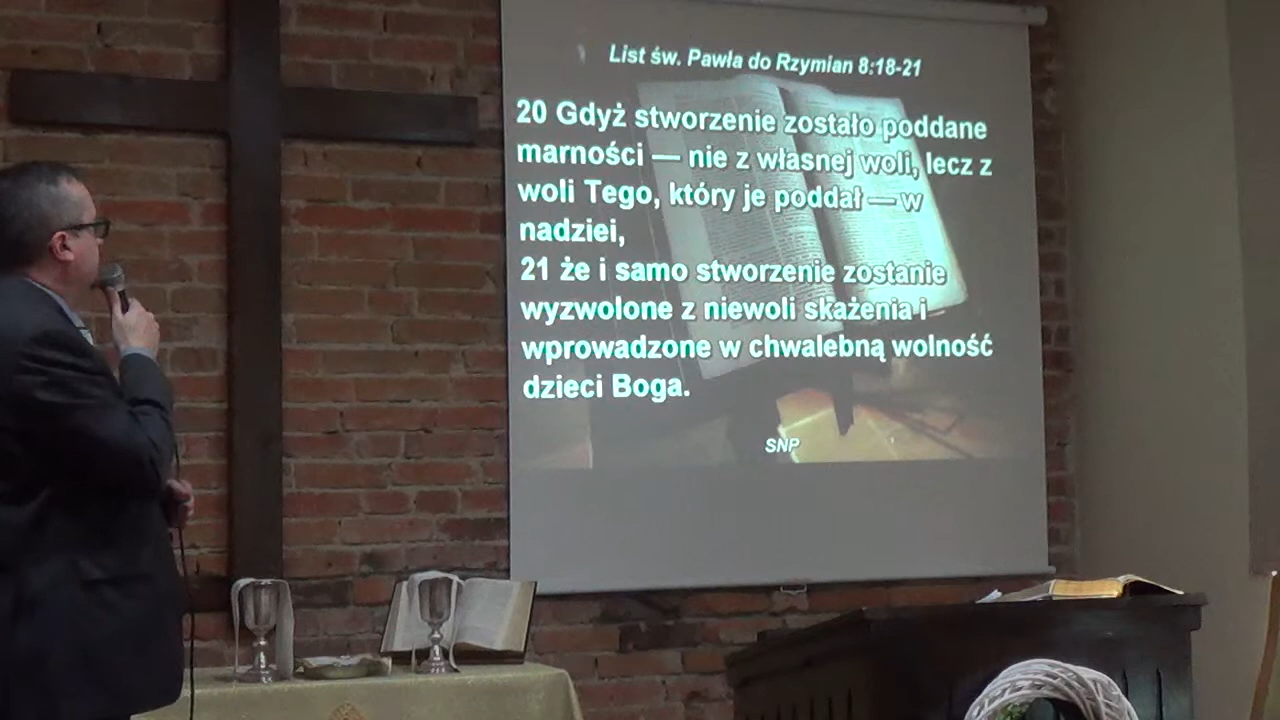 List św. Pawła do Rzymian 8:18-21
20 Gdyż stworzenie zostało poddane
marności — nie z własnej woli, lecz z
woli Tego, który je poddał — w
nadziei,
21 że i samo stworzenie zostanie
wyzwolone z niewoli skażenia i
wprowadzone w chwalebną wolność
dzieci Boga.
SNP